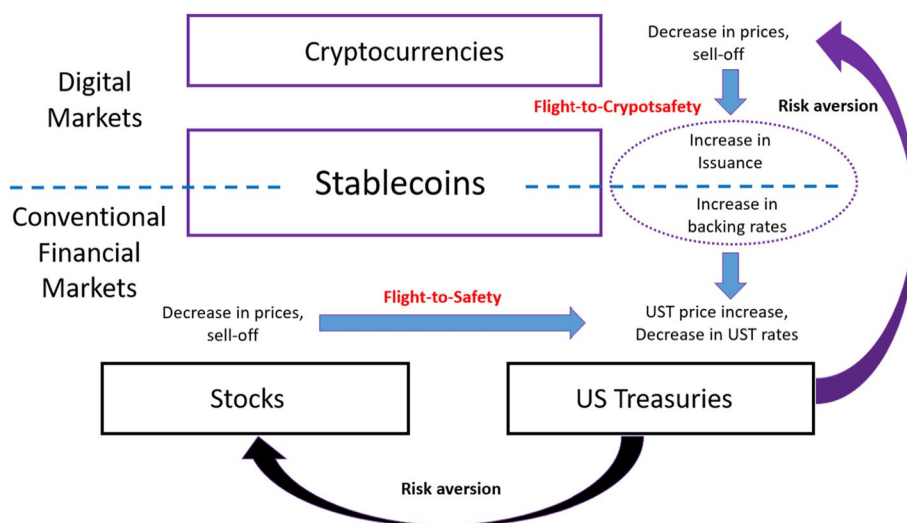 Cryptocurrencies
Decrease in prices,
sell-off
Digital
Markets
Flight-to-Crypotsafety
Risk aversion
Increase in
Issuance
Stablecoins
Increase in
backing rates
Conventional
Financial
Markets
Flight-to-Safety
Decrease in prices,
sell-off
UST price increase,
Decrease in UST rates
Stocks
US Treasuries
Risk aversion